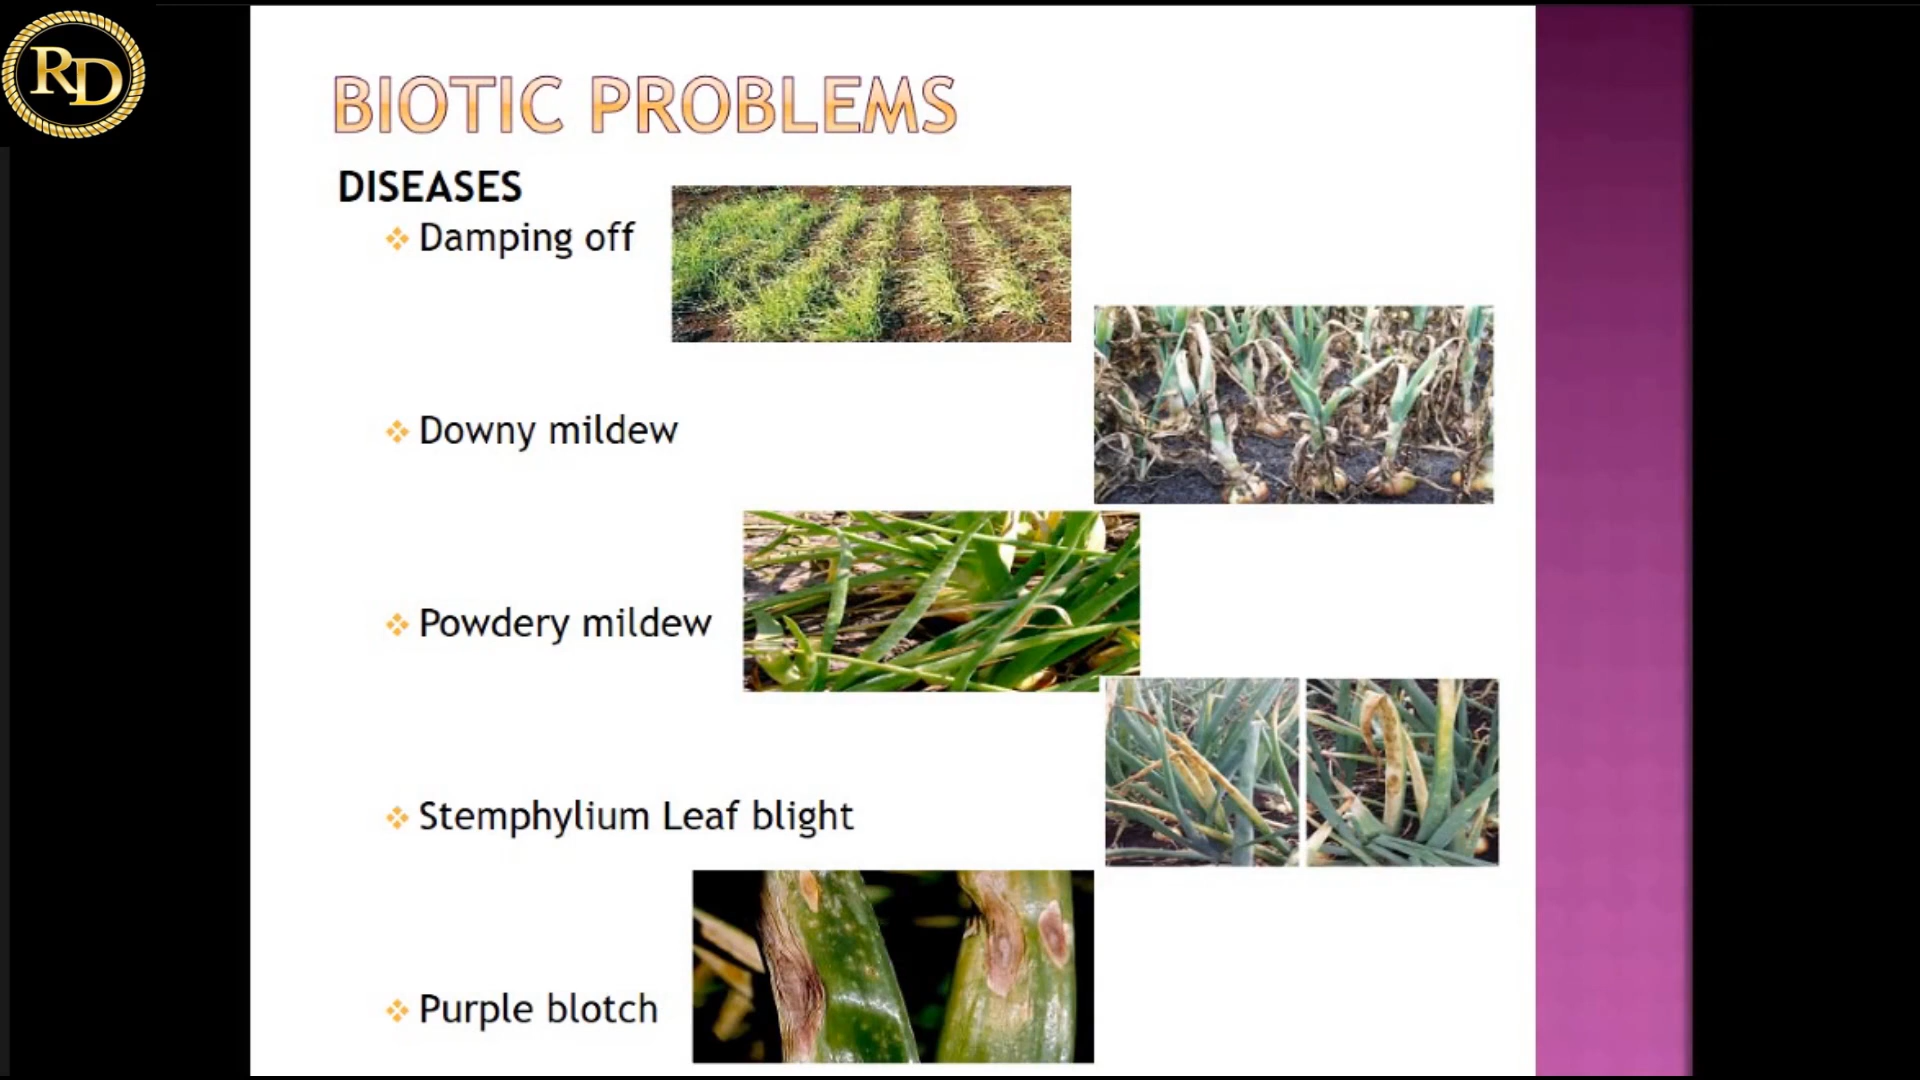 RD
BIOTIC PROBLEMS
DISEASES
Damping off
Downy mildew
Powdery mildew
Stemphylium Leaf blight
Purple blotch